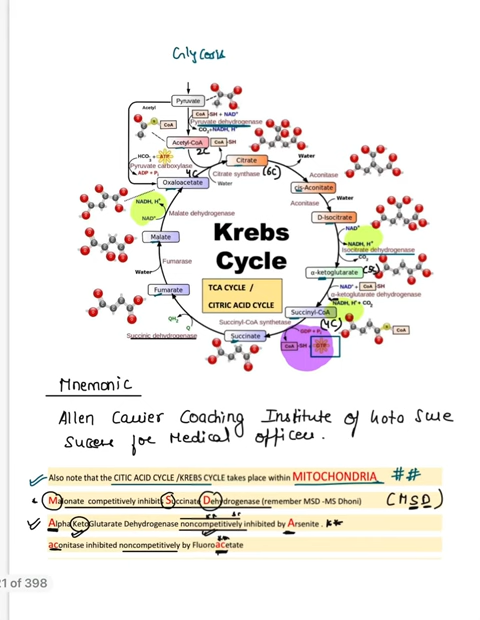 Glycolysis
Pyruvate
Acetyl
CoA-SH + NAD⁺
Pyruvate dehydrogenase
CO₂ + NADH, H⁺
CoA
Acetyl-CoA
CoA-SH
2C
HCO₃ + ATP
Pyruvate carboxylase
ADP + Pᵢ
4C
Oxaloacetate
Citrate
Citrate synthase (6C)
Water
Water
Aconitase
cis-Aconitate
Aconitase
Water
D-Isocitrate
NAD⁺
NADH, H⁺
Isocitrate dehydrogenase
CO₂
α-ketoglutarate (5C)
NAD⁺ + CoA-SH
α-ketoglutarate dehydrogenase
NADH, H⁺ + CO₂
Succinyl-CoA
(4C)
GDP + Pᵢ
CoA-SH + GTP
CoA
Succinyl-CoA synthetase
Succinate
QH₂
Q
Succinic dehydrogenase
Fumarate
Water
Fumarase
Malate
Malate dehydrogenase
NADH, H⁺
NAD⁺
Krebs
Cycle
TCA CYCLE /
CITRIC ACID CYCLE
Mnemonic
Allen Carrier Coaching Institute of kota
Success for Medical officer.
Also note that the CITIC ACID CYCLE /KREBS CYCLE takes place within MITOCHONDRIA ##
Malonate competitively inhibits Succinate Dehydrogenase (remember MSD -MS Dhoni) (MSD)
Alpha KetoGlutarate Dehydrogenase noncompetitively inhibited by Arsenite .
aconitase inhibited noncompetitively by FluoroaCetate
21 of 398